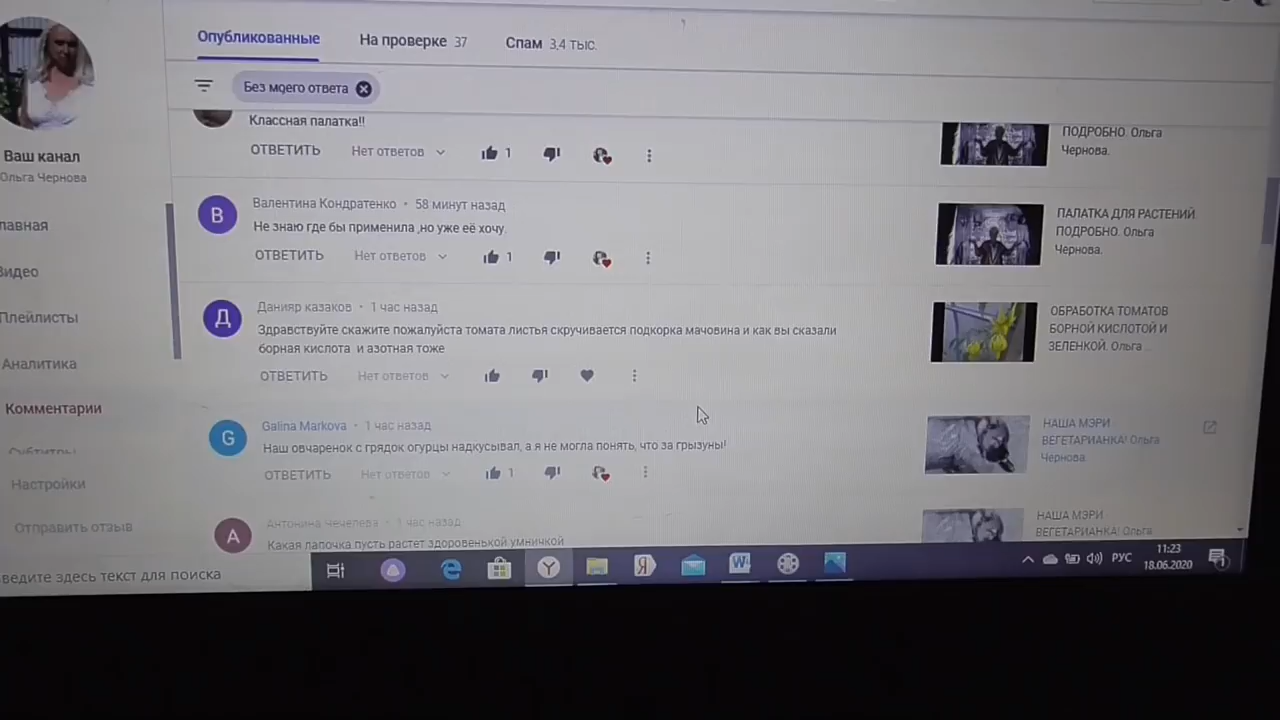 Опубликованные
На проверке 37
Спам 3,4 тыс.
Без моего ответа
Ваш канал
Ольга Чернова
лавная
Видео
Плейлисты
Аналитика
Комментарии
Субтитры
Настройки
Отправить отзыв
Классная палатка!!
ОТВЕТИТЬ Нет ответов 1
ПОДРОБНО. Ольга
Чернова.
Валентина Кондратенко • 58 минут назад
Не знаю где бы применила ,но уже её хочу.
ОТВЕТИТЬ Нет ответов 1
ПАЛАТКА ДЛЯ РАСТЕНИЙ
ПОДРОБНО. Ольга
Чернова.
Д
Данияр казаков • 1 час назад
Здравствуйте скажите пожалуйста томата листья скручивается подкорка мачовина и как вы сказали
борная кислота и азотная тоже
ОТВЕТИТЬ Нет ответов
ОБРАБОТКА ТОМАТОВ
БОРНОЙ КИСЛОТОЙ И
ЗЕЛЕНКОЙ. Ольга ...
G
Galina Markova • 1 час назад
Наш овчаренок с грядок огурцы надкусывал, а я не могла понять, что за грызуны!
ОТВЕТИТЬ Нет ответов 1
НАША МЭРИ
ВЕГЕТАРИАНКА! Ольга
Чернова.
А
Антонина Чечелева • 1 час назад
Какая лапочка пусть растет здоровенькой умничкой
НАША МЭРИ
ВЕГЕТАРИАНКА! Ольга
ведите здесь текст для поиска
РУС
11:23
18.06.2020